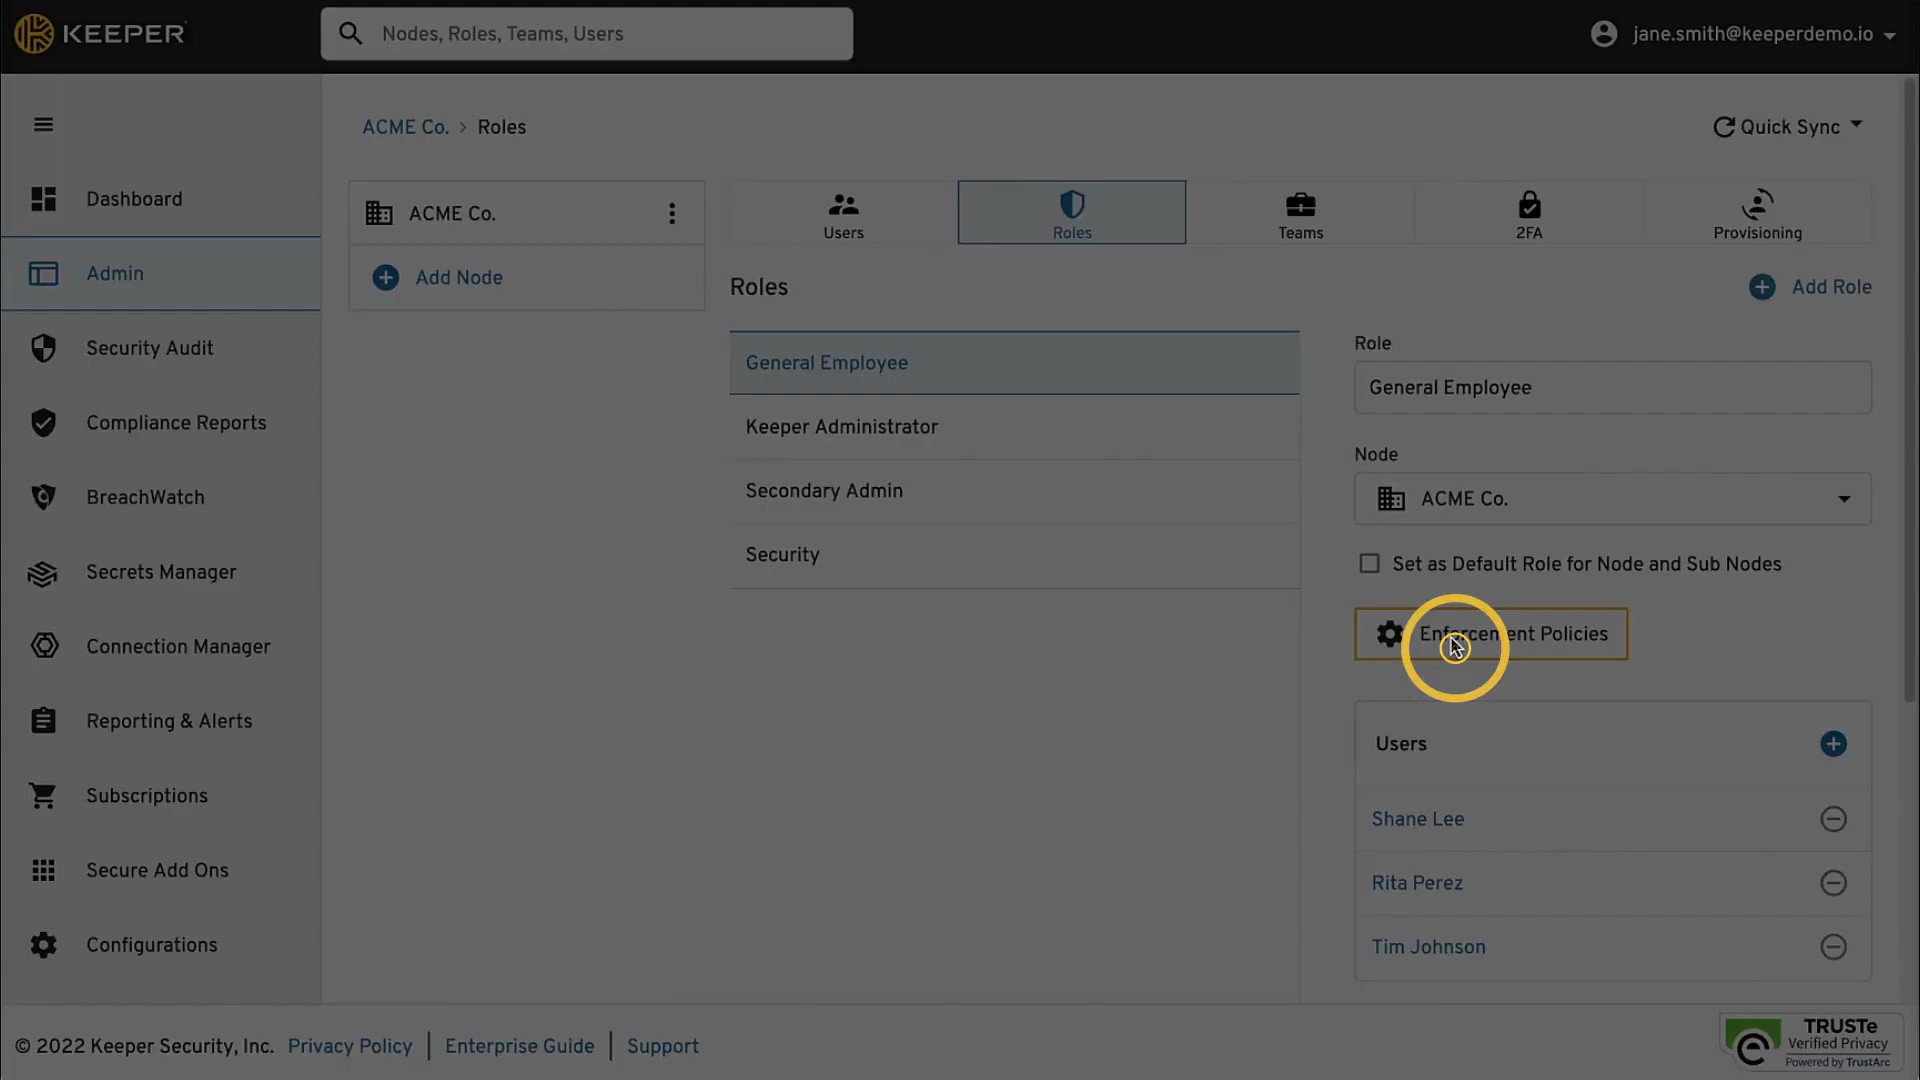 KEEPER
Nodes, Roles, Teams, Users
jane.smith@keeperdemo.io
ACME Co. > Roles
Quick Sync
Dashboard
Admin
Security Audit
Compliance Reports
BreachWatch
Secrets Manager
Connection Manager
Reporting & Alerts
Subscriptions
Secure Add Ons
Configurations
ACME Co.
Add Node
Users
Roles
Teams
2FA
Provisioning
Roles
Add Role
General Employee
Keeper Administrator
Secondary Admin
Security
Role
General Employee
Node
ACME Co.
Set as Default Role for Node and Sub Nodes
Enforcement Policies
Users
Shane Lee
Rita Perez
Tim Johnson
© 2022 Keeper Security, Inc. Privacy Policy | Enterprise Guide | Support
TRUSTe
Verified Privacy
Powered by TrustArc